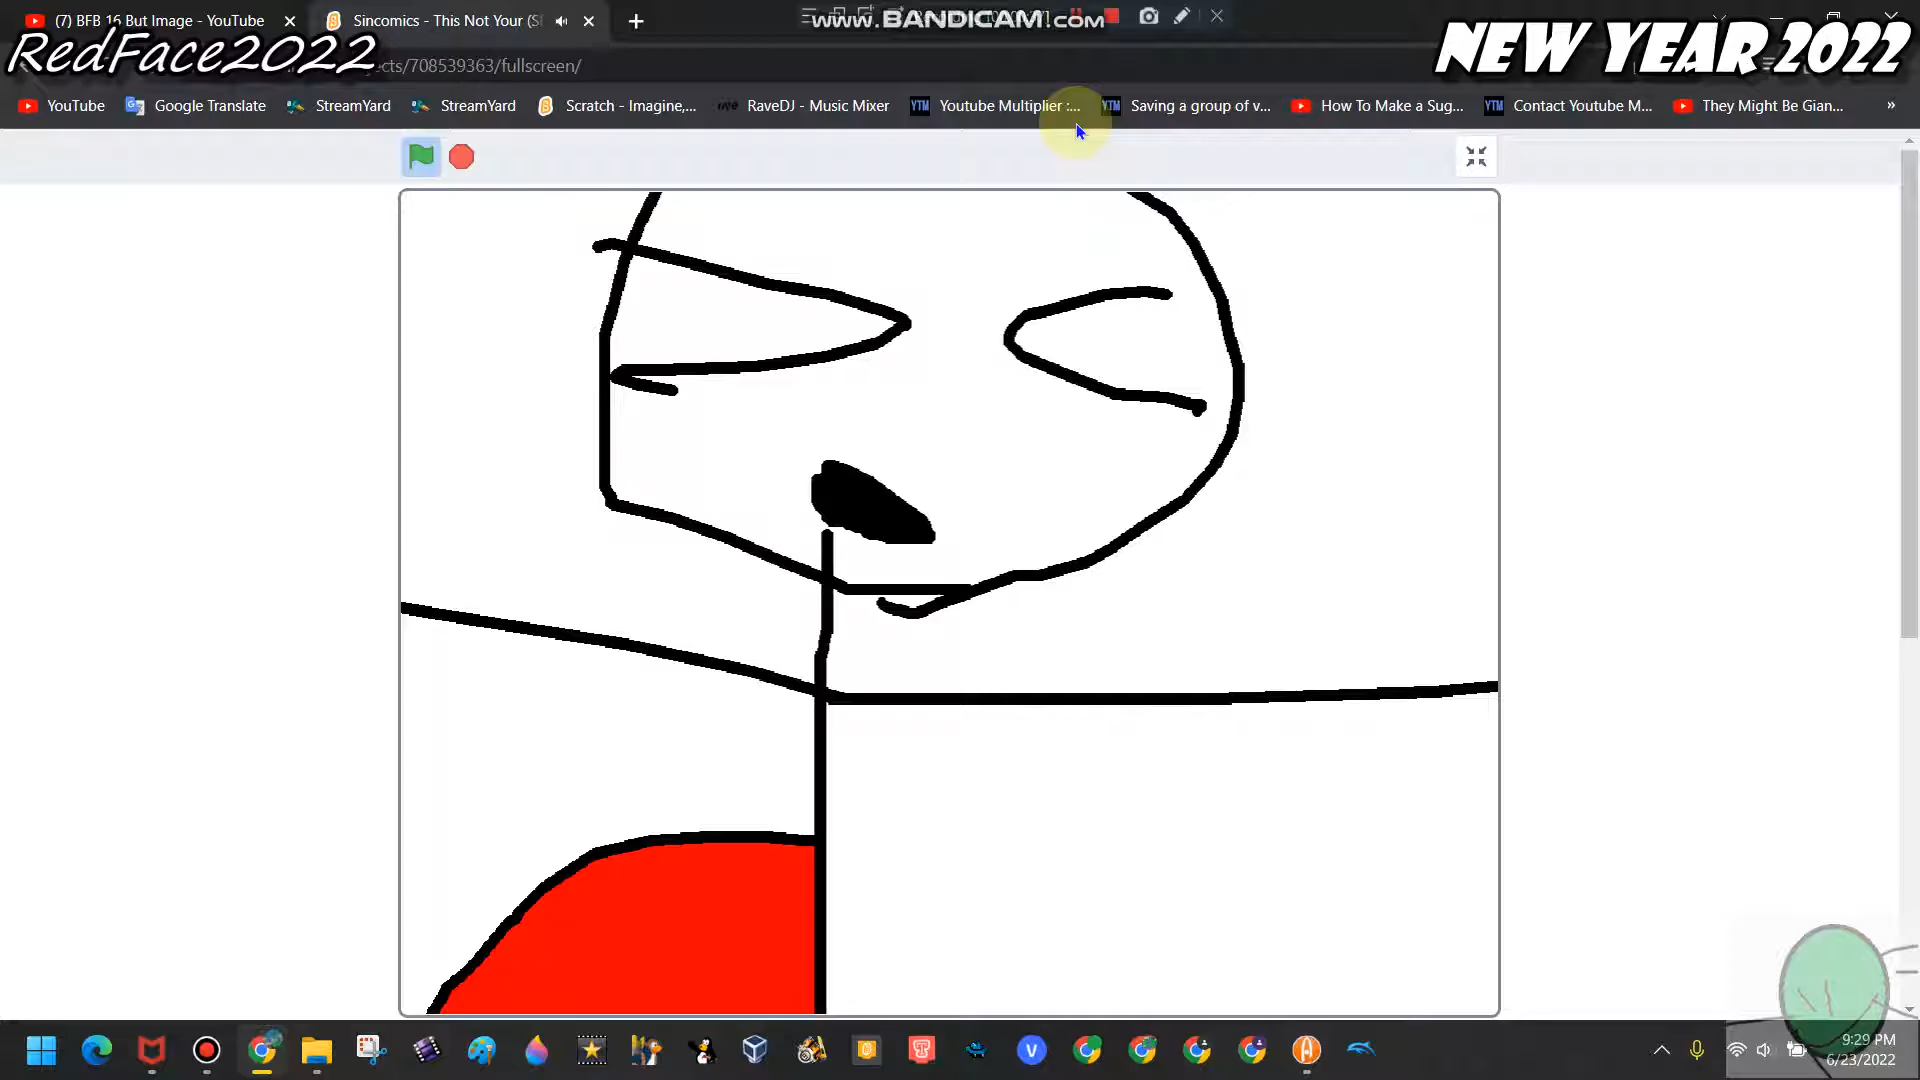 (7) BFB 16 But Image - YouTube
Sincomics - This Not Your (S
www.BANDICAM.com
RedFace2022
NEW YEAR 2022
jects/708539363/fullscreen/
YouTube
Google Translate
StreamYard
StreamYard
Scratch - Imagine,...
RaveDJ - Music Mixer
Youtube Multiplier :...
Saving a group of v...
How To Make a Sug...
Contact Youtube M...
They Might Be Gian...
»
9:29 PM
6/23/2022